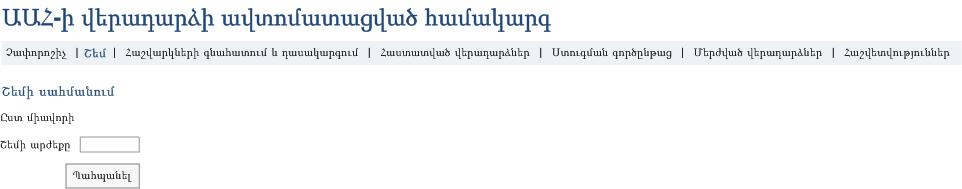 ԱԱՀ-ի վերադարձի ավտոմատացված համակարգ
Չափորոշիչ | Շեմ | Հաշվարկների գնահատում և դասակարգում | Հաստատված վերադարձներ | Ստուգման գործընթաց | Մերժված վերադարձներ | Հաշվետվություններ
Շեմի սահմանում
Ըստ միավորի
Շեմի արժեքը
Պահպանել